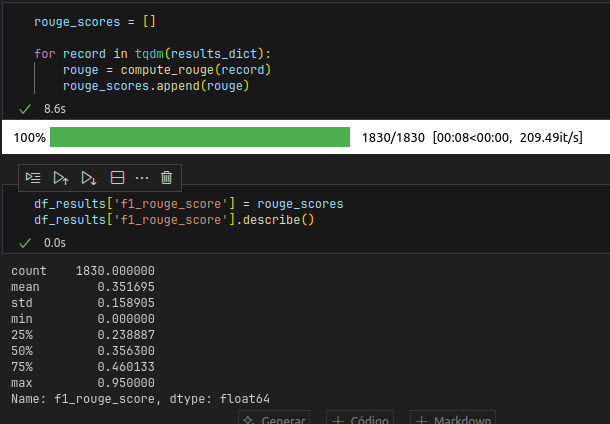 rouge_scores = []
for record in tqdm(results_dict):
    rouge = compute_rouge(record)
    rouge_scores.append(rouge)
8.6s
100% 1830/1830 [00:08<00:00, 209.49it/s]
df_results['f1_rouge_score'] = rouge_scores
df_results['f1_rouge_score'].describe()
0.0s
count    1830.000000
mean        0.351695
std         0.158905
min         0.000000
25%         0.238887
50%         0.356300
75%         0.460133
max         0.950000
Name: f1_rouge_score, dtype: float64
Generar + Código + Markdown